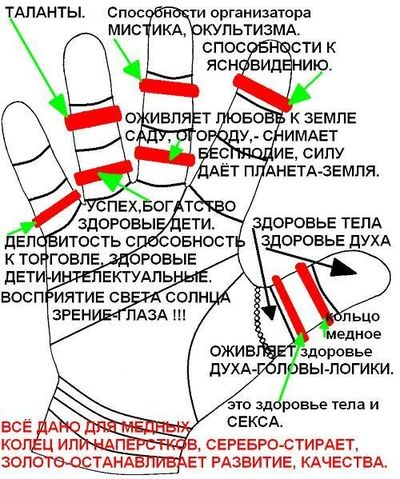 ТАЛАНТЫ.
Способности организатора
МИСТИКА, ОКУЛЬТИЗМА.
СПОСОБНОСТИ К
ЯСНОВИДЕНИЮ.
ОЖИВЛЯЕТ ЛЮБОВЬ К ЗЕМЛЕ
САДУ, ОГОРОДУ,- СНИМАЕТ
БЕСПЛОДИЕ, СИЛУ
ДАЁТ ПЛАНЕТА-ЗЕМЛЯ.
УСПЕХ,БОГАТСТВО
ЗДОРОВЫЕ ДЕТИ.
ДЕЛОВИТОСТЬ СПОСОБНОСТЬ
К ТОРГОВЛЕ, ЗДОРОВЫЕ
ДЕТИ-ИНТЕЛЕКТУАЛЬНЫЕ.
ВОСПРИЯТИЕ СВЕТА СОЛНЦА
ЗРЕНИЕ-ГЛАЗА !!!
ЗДОРОВЬЕ ТЕЛА
ЗДОРОВЬЕ ДУХА
кольцо
медное
ОЖИВЛЯЕТ здоровье
ДУХА-ГОЛОВЫ-ЛОГИКИ.
это здоровье тела и
СЕКСА.
ВСЁ ДАНО ДЛЯ МЕДНЫХ
КОЛЕЦ ИЛИ НАПЁРСТКОВ, СЕРЕБРО-СТИРАЕТ,
ЗОЛОТО-ОСТАНАВЛИВАЕТ РАЗВИТИЕ, КАЧЕСТВА.